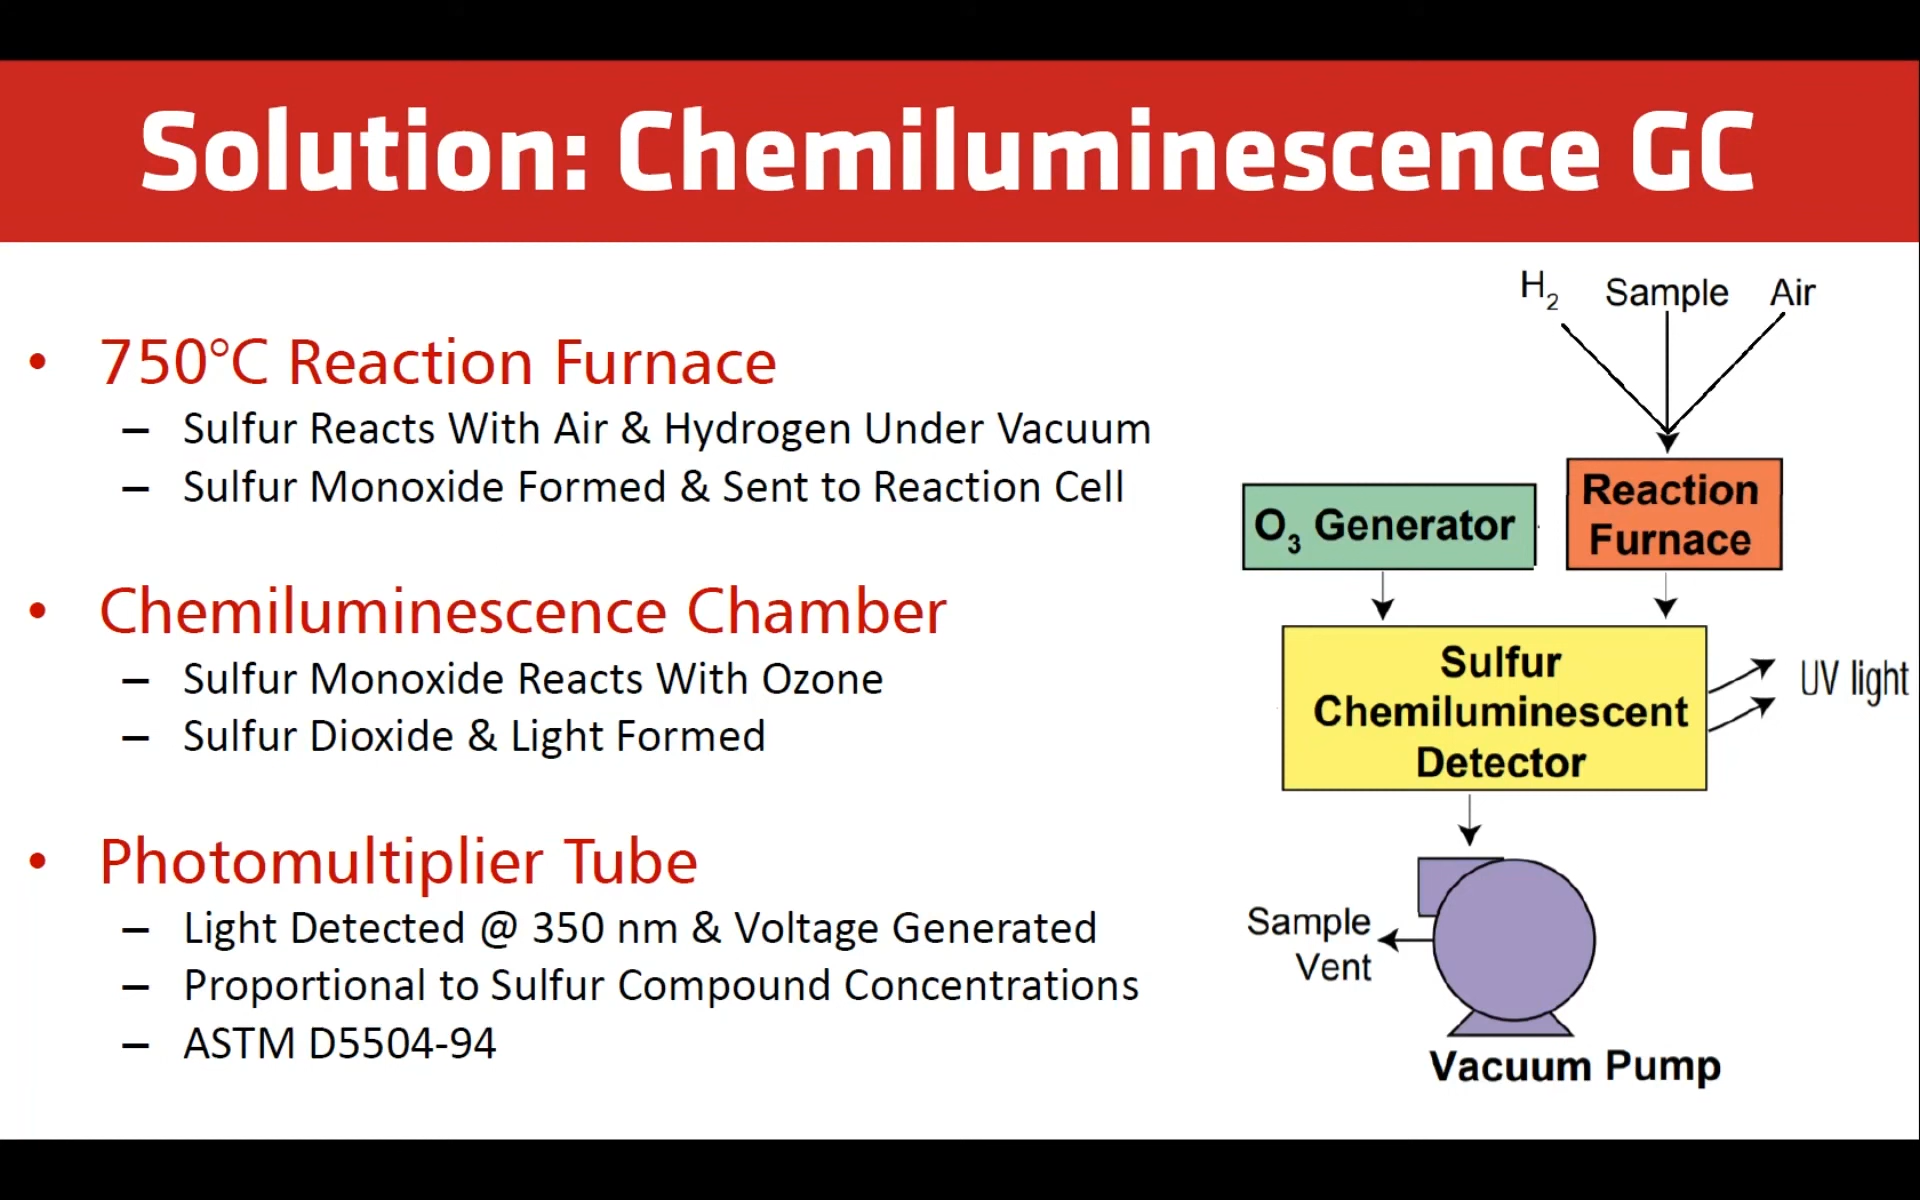 Solution: Chemiluminescence GC
• 750°C Reaction Furnace
– Sulfur Reacts With Air & Hydrogen Under Vacuum
– Sulfur Monoxide Formed & Sent to Reaction Cell
• Chemiluminescence Chamber
– Sulfur Monoxide Reacts With Ozone
– Sulfur Dioxide & Light Formed
• Photomultiplier Tube
– Light Detected @ 350 nm & Voltage Generated
– Proportional to Sulfur Compound Concentrations
– ASTM D5504-94
H₂ Sample Air
Reaction
Furnace
O₃ Generator
Sulfur
Chemiluminescent
Detector
UV light
Sample
Vent
Vacuum Pump